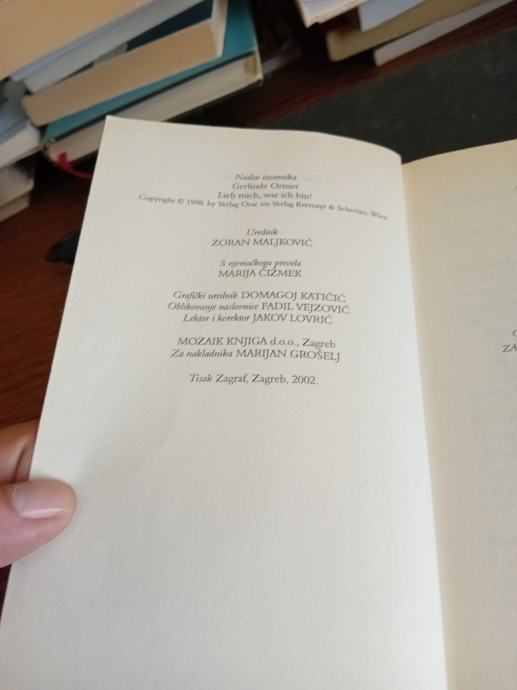 Naslov izvornika
Gerlinde Ortner
Lieb mich, wie ich bin!
Copyright © 1998. by Verlag Orac im Verlag Kremayr & Scheriau, Wien
Urednik
ZORAN MALJKOVIĆ
S njemačkoga prevela
MARIJA ČIŽMEK
Grafički urednik DOMAGOJ KATIČIĆ
Oblikovanje naslovnice FADIL VEJZOVIĆ
Lektor i korektor JAKOV LOVRIĆ
MOZAIK KNJIGA d.o.o., Zagreb
Za nakladnika MARIJAN GROŠELJ
Tisak Zagraf, Zagreb, 2002.